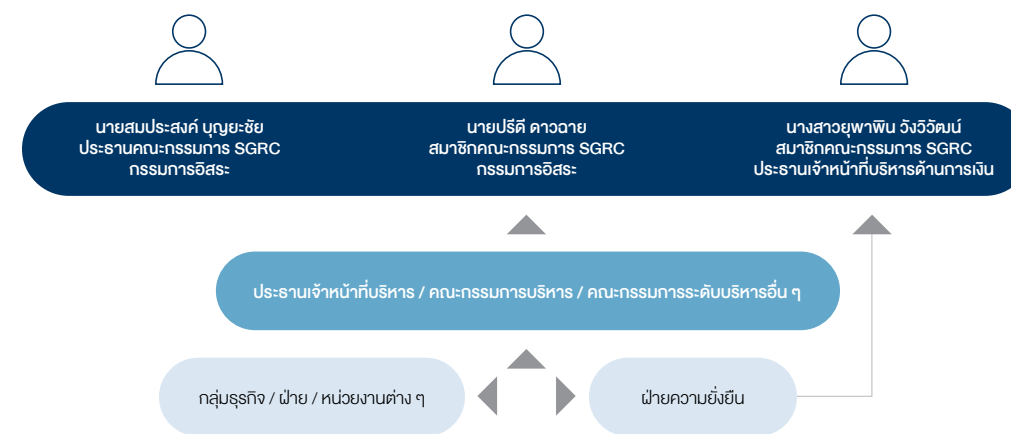 นายสมประสงค์ บุญยะชัย
ประธานคณะกรรมการ SGRC
กรรมการอิสระ
นายปรีดี ดาวฉาย
สมาชิกคณะกรรมการ SGRC
กรรมการอิสระ
นางสาวยุพาพิน วังวิวัฒน์
สมาชิกคณะกรรมการ SGRC
ประธานเจ้าหน้าที่บริหารด้านการเงิน
ประธานเจ้าหน้าที่บริหาร / คณะกรรมการบริหาร / คณะกรรมการระดับบริหารอื่น ๆ
กลุ่มธุรกิจ / ฝ่าย / หน่วยงานต่าง ๆ
ฝ่ายความยั่งยืน